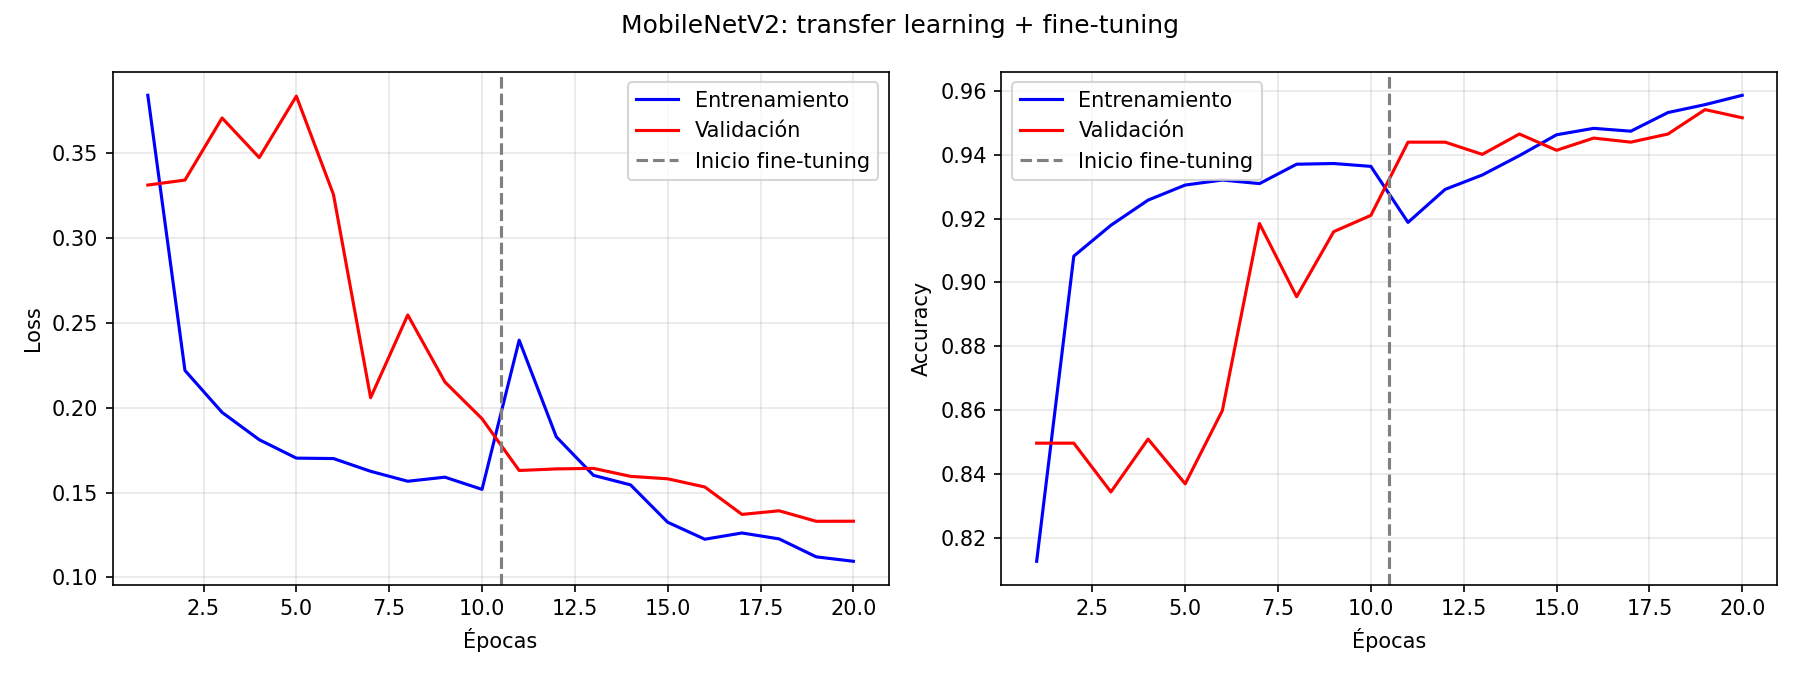 MobileNetV2: transfer learning + fine-tuning
Entrenamiento
Validación
Inicio fine-tuning
Loss
0.35
0.30
0.25
0.20
0.15
0.10
2.5 5.0 7.5 10.0 12.5 15.0 17.5 20.0
Épocas
Entrenamiento
Validación
Inicio fine-tuning
Accuracy
0.96
0.94
0.92
0.90
0.88
0.86
0.84
0.82
2.5 5.0 7.5 10.0 12.5 15.0 17.5 20.0
Épocas